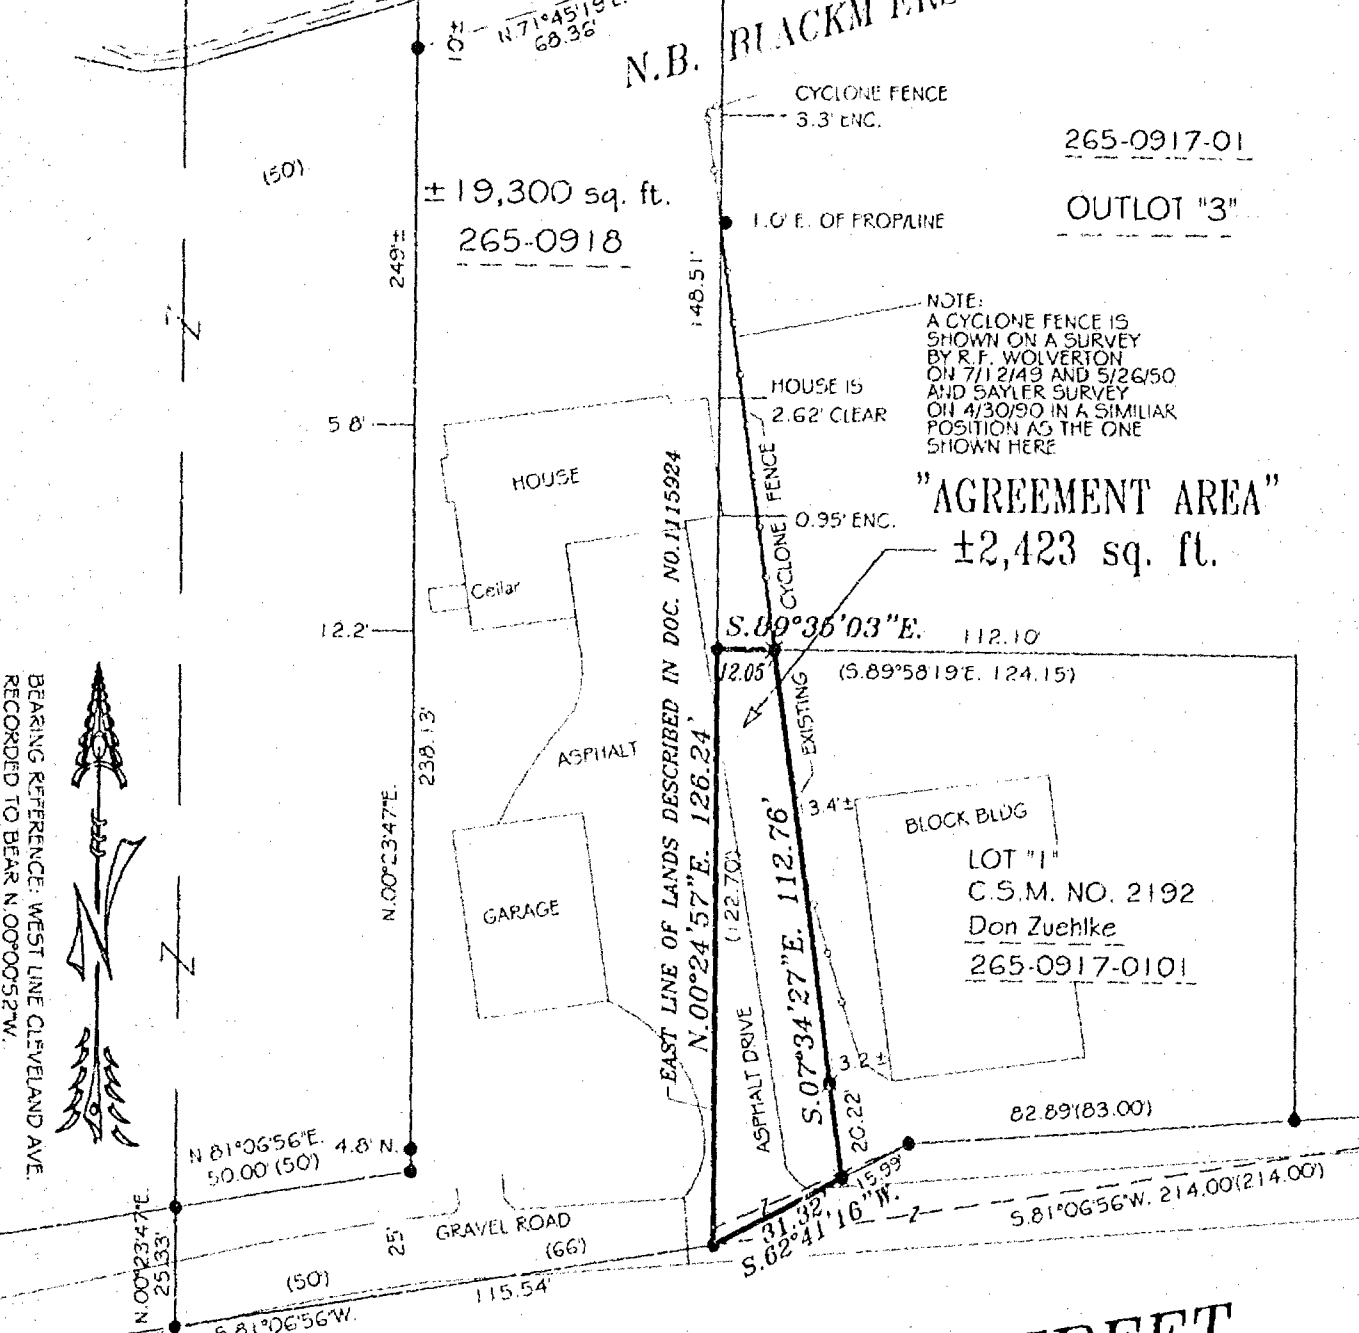 N.71°45'19"E.
68.36'
10'±
N.B. BLACKM
CYCLONE FENCE
3.3' ENC.
265-0917-01
OUTLOT "3"
(50')
± 19,300 sq. ft.
265-0918
249'±
1.0' E. OF PROP/LINE
148.51'
NOTE:
A CYCLONE FENCE IS
SHOWN ON A SURVEY
BY R.F. WOLVERTON
ON 7/12/49 AND 5/26/50
AND SAYLER SURVEY
ON 4/30/90 IN A SIMILIAR
POSITION AS THE ONE
SHOWN HERE
HOUSE IS
2.62' CLEAR
5.8'
HOUSE
"AGREEMENT AREA"
±2,423 sq. ft.
0.95' ENC.
EXISTING CYCLONE FENCE
Cellar
12.2'
S.89°36'03"E.
112.10'
12.05'
(S.89°58'19"E. 124.15')
EAST LINE OF LANDS DESCRIBED IN DOC. NO.1115924
N.00°24'57"E. 126.24'
(122.70')
238.13'
N.00°23'47"E.
ASPHALT
S.07°34'27"E. 112.76'
3.4'±
BLOCK BLDG
LOT "1"
C.S.M. NO. 2192
Don Zuehlke
265-0917-0101
GARAGE
BEARING REFERENCE: WEST LINE CLEVELAND AVE.
RECORDED TO BEAR N.00°00'52"W.
ASPHALT DRIVE
3.2'±
20.22'
82.89'(83.00')
N 81°06'56"E.
50.00' (50')
4.8' N.
15.99'
31.32'
S.62°41'16"W.
S.81°06'56"W. 214.00'(214.00')
N.00°23'47"E.
25.33'
25'
GRAVEL ROAD
(66')
(50')
115.54'
S.81°06'56"W.